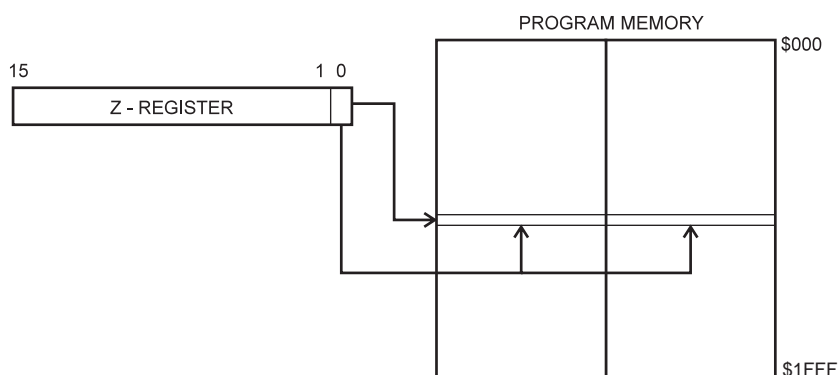 PROGRAM MEMORY
$000
15 1 0
Z - REGISTER
$1FFF